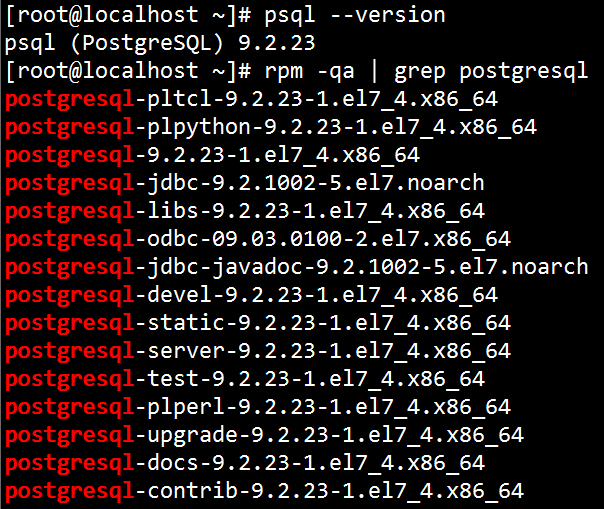 [root@localhost ~]# psql --version
psql (PostgreSQL) 9.2.23
[root@localhost ~]# rpm -qa | grep postgresql
postgresql-pltcl-9.2.23-1.el7_4.x86_64
postgresql-plpython-9.2.23-1.el7_4.x86_64
postgresql-9.2.23-1.el7_4.x86_64
postgresql-jdbc-9.2.1002-5.el7.noarch
postgresql-libs-9.2.23-1.el7_4.x86_64
postgresql-odbc-09.03.0100-2.el7.x86_64
postgresql-jdbc-javadoc-9.2.1002-5.el7.noarch
postgresql-devel-9.2.23-1.el7_4.x86_64
postgresql-static-9.2.23-1.el7_4.x86_64
postgresql-server-9.2.23-1.el7_4.x86_64
postgresql-test-9.2.23-1.el7_4.x86_64
postgresql-plperl-9.2.23-1.el7_4.x86_64
postgresql-upgrade-9.2.23-1.el7_4.x86_64
postgresql-docs-9.2.23-1.el7_4.x86_64
postgresql-contrib-9.2.23-1.el7_4.x86_64